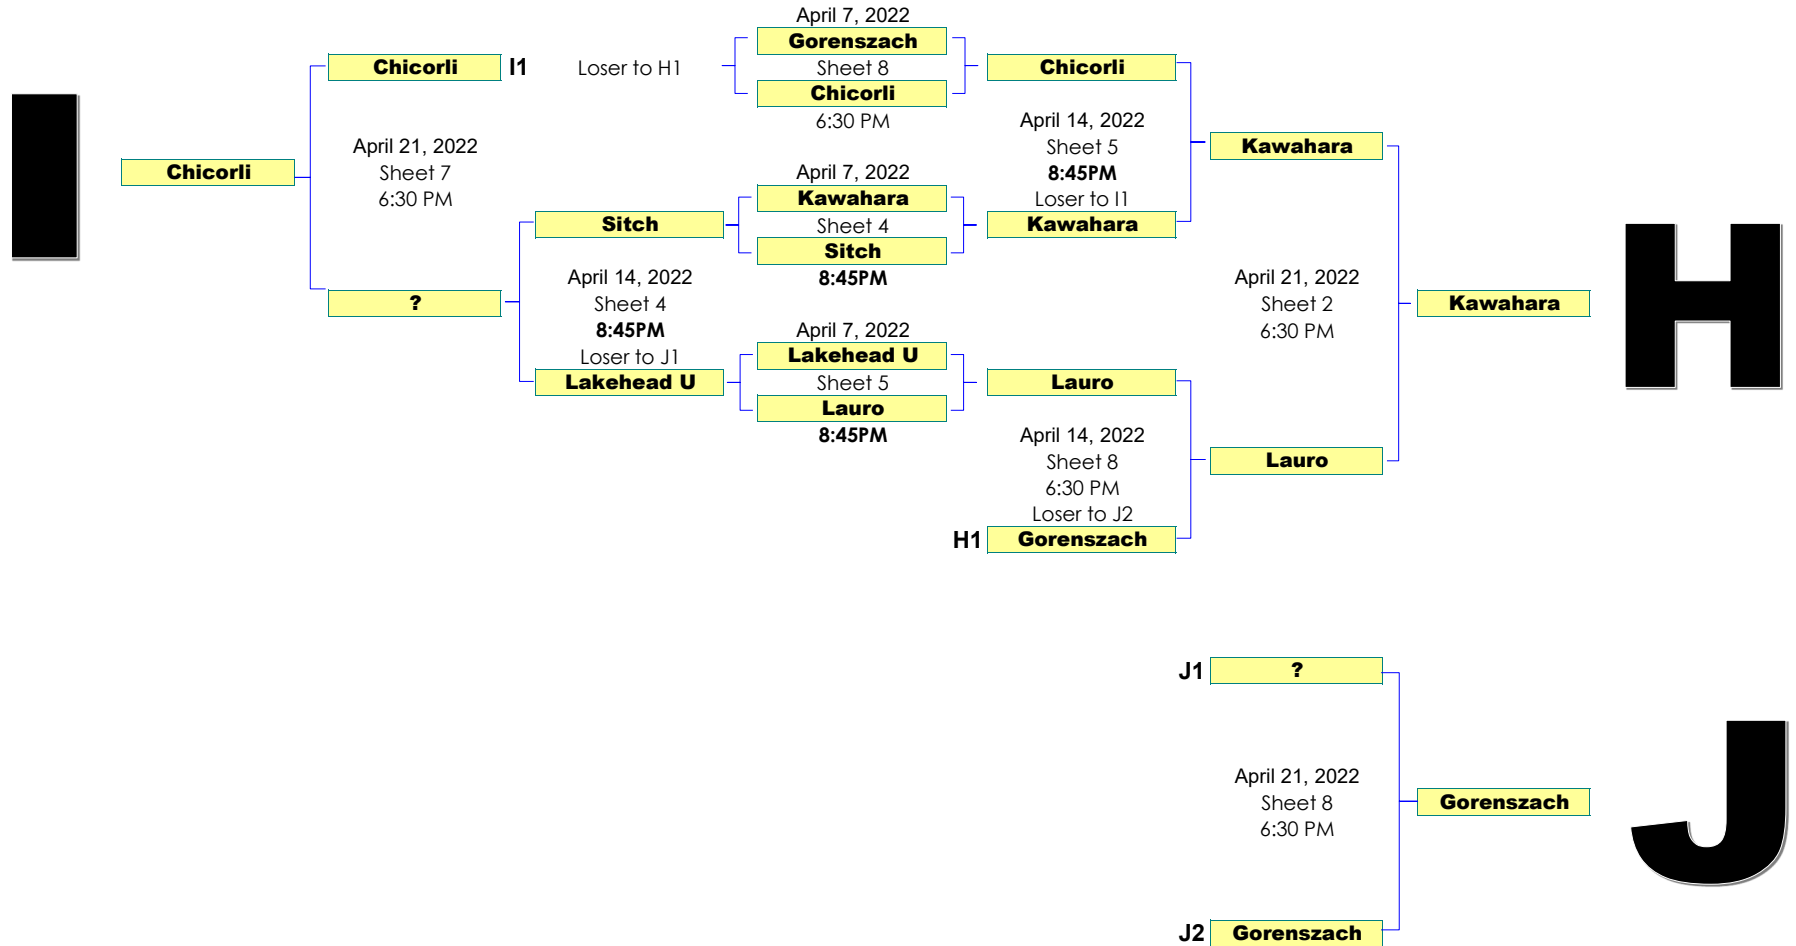 April 7, 2022
Gorenszach
Chicorli I1 Loser to H1 Sheet 8 Chicorli
Chicorli
6:30 PM April 14, 2022
April 21, 2022 Sheet 5 Kawahara
Chicorli Sheet 7 April 7, 2022 8:45PM
6:30 PM Kawahara Loser to I1
Sitch Sheet 4 Kawahara
Sitch
I
April 14, 2022 8:45PM April 21, 2022
? Sheet 4 Sheet 2 Kawahara
8:45PM April 7, 2022 6:30 PM
H
Loser to J1 Lakehead U
Lakehead U Sheet 5 Lauro
Lauro
8:45PM April 14, 2022
Sheet 8 Lauro
6:30 PM
Loser to J2
H1 Gorenszach
J1 ?
April 21, 2022
Sheet 8 Gorenszach
6:30 PM
J
J2 Gorenszach